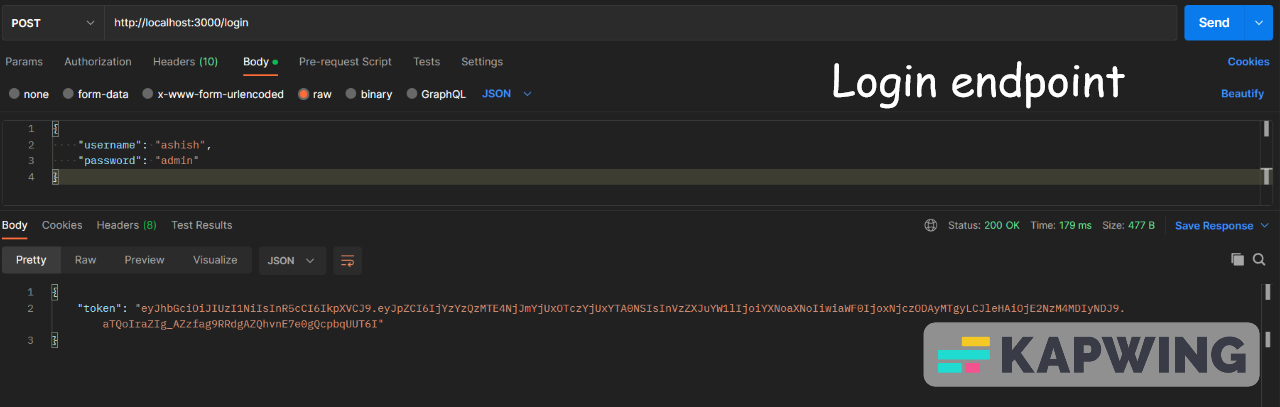 POST http://localhost:3000/login Send
Params Authorization Headers (10) Body Pre-request Script Tests Settings Cookies
none form-data x-www-form-urlencoded raw binary GraphQL JSON Beautify
Login endpoint
1 {
2 "username": "ashish",
3 "password": "admin"
4 }
Body Cookies Headers (8) Test Results Status: 200 OK Time: 179 ms Size: 477 B Save Response
Pretty Raw Preview Visualize JSON
1 {
2 "token": "eyJhbGciOiJIUzI1NiIsInR5cCI6IkpXVCJ9.eyJpZCI6IjYzYzQzMTE4NjJmYjUxOTczYjUxYTA0NSIsInVzZXJuYW1lIjoiYXNoaXNoIiwiaWF0IjoxNjczODAyMTgyLCJleHAiOjE2NzM4MDIyNDJ9.
aTQoIraZIg_AZzfag9RRdgAZQhvnE7e0gQcpbqUUT6I"
3 }
KAPWING